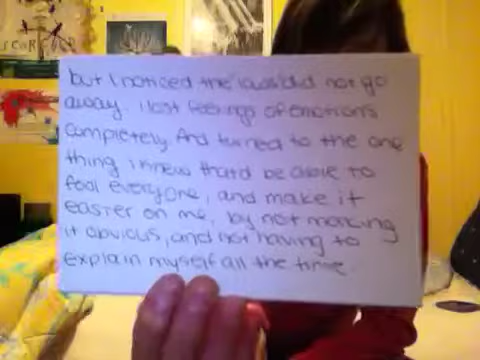 SCARECROW
but I noticed the lows did not go
away. I lost feelings of emotions
completely. And turned to the one
thing i knew that'd be able to
fool everyone, and make it
easier on me, by not making
it obvious, and not having to
explain myself all the time.